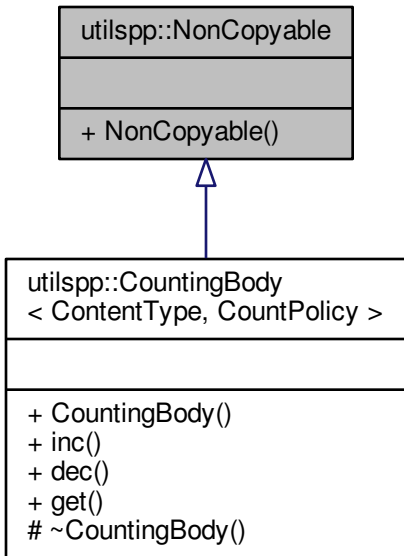 utilspp::NonCopyable
+ NonCopyable()
utilspp::CountingBody
< ContentType, CountPolicy >
+ CountingBody()
+ inc()
+ dec()
+ get()
# ~CountingBody()